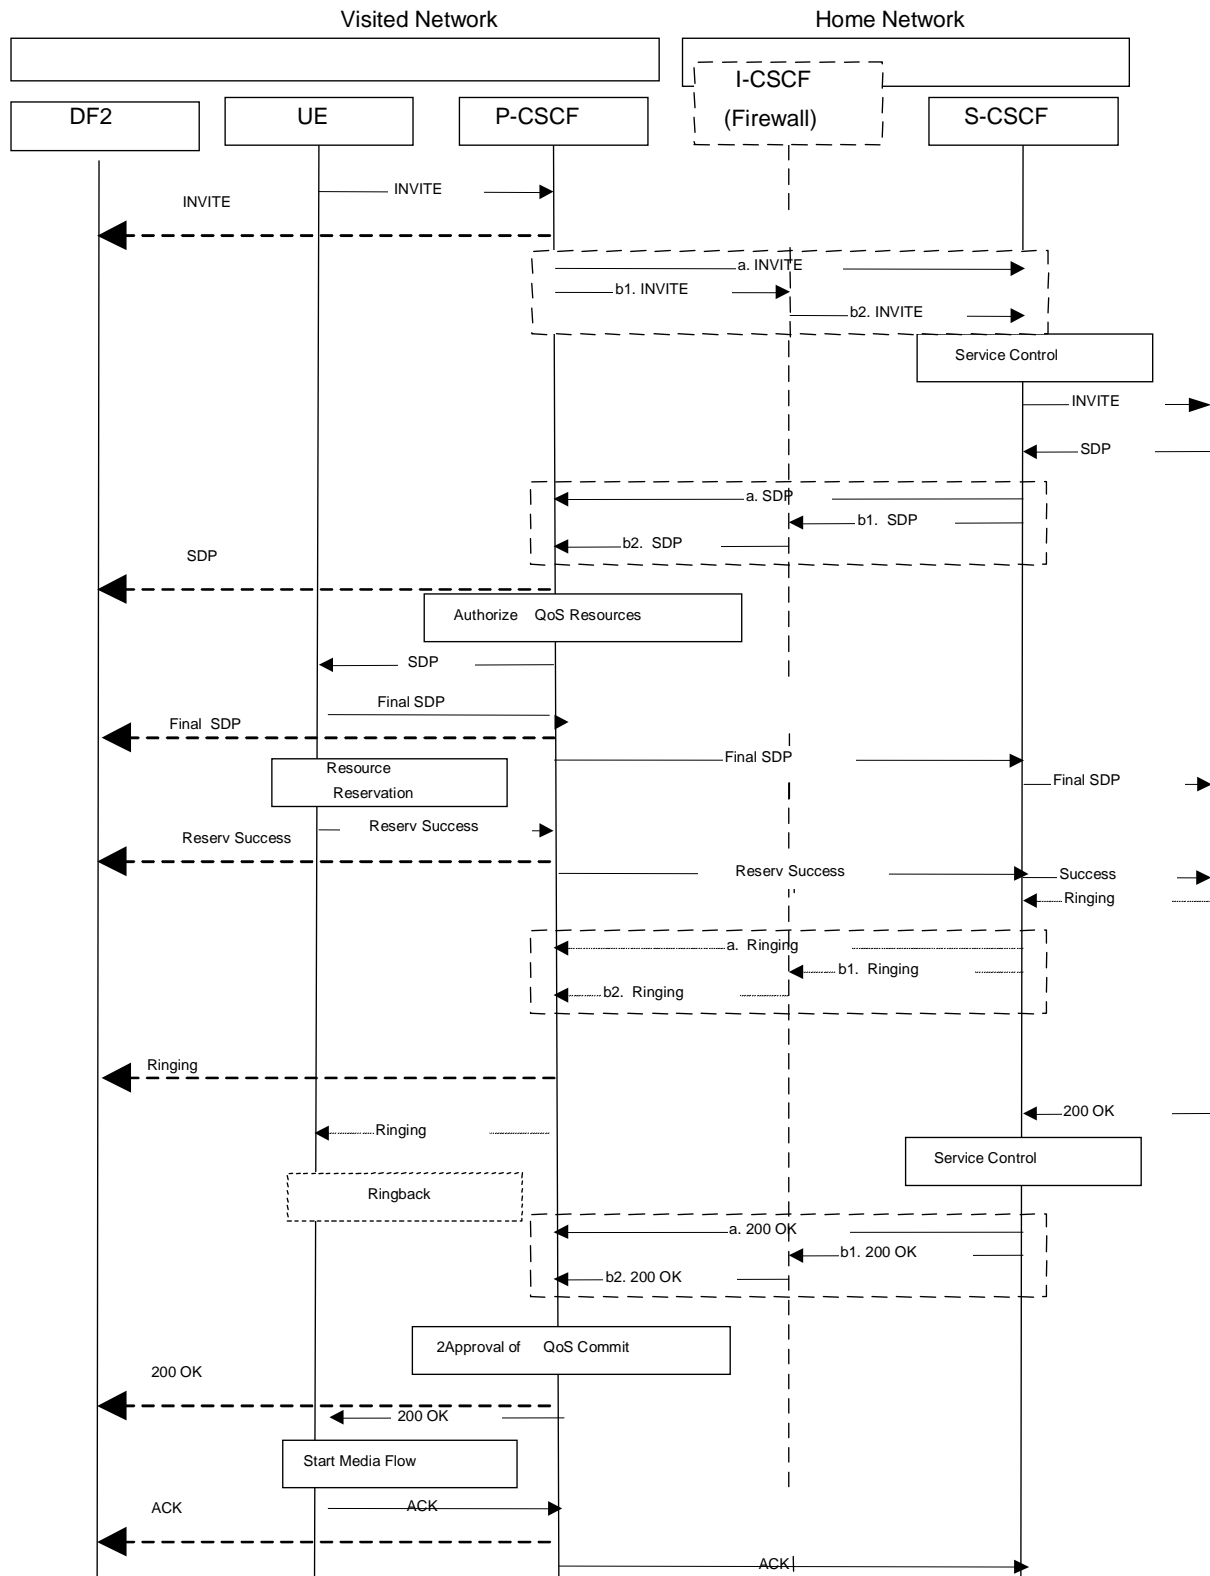 Visited Network
Home Network
I-CSCF
(Firewall)
DF2
UE
P-CSCF
S-CSCF
INVITE
INVITE
a. INVITE
b1. INVITE
b2. INVITE
Service Control
INVITE
SDP
a. SDP
b1. SDP
b2. SDP
SDP
Authorize QoS Resources
SDP
Final SDP
Final SDP
Final SDP
Resource
Reservation
Final SDP
Reserv Success
Reserv Success
Reserv Success
Success
Ringing
a. Ringing
b1. Ringing
b2. Ringing
Ringing
200 OK
Ringing
Service Control
Ringback
a. 200 OK
b1. 200 OK
b2. 200 OK
2Approval of QoS Commit
200 OK
200 OK
Start Media Flow
ACK
ACK
ACK